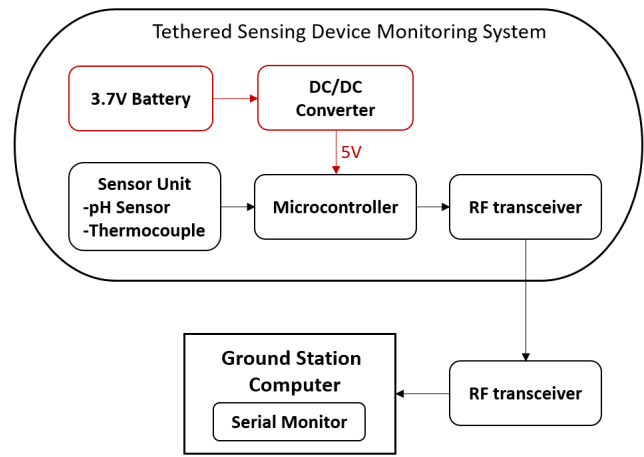 Tethered Sensing Device Monitoring System
3.7V Battery
DC/DC
Converter
5V
Sensor Unit
-pH Sensor
-Thermocouple
Microcontroller
RF transceiver
Ground Station
Computer
Serial Monitor
RF transceiver